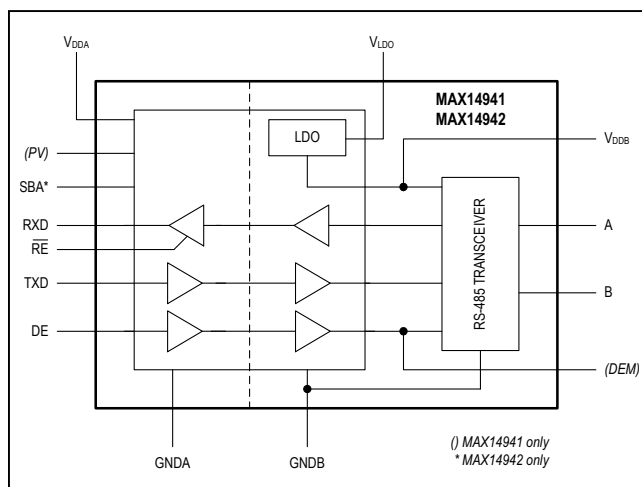 VDDA
VLDO
MAX14941
MAX14942
LDO
VDDB
(PV)
SBA*
RXD
RE
TXD
DE
RS-485 TRANSCEIVER
A
B
(DEM)
GNDA
GNDB
() MAX14941 only
* MAX14942 only